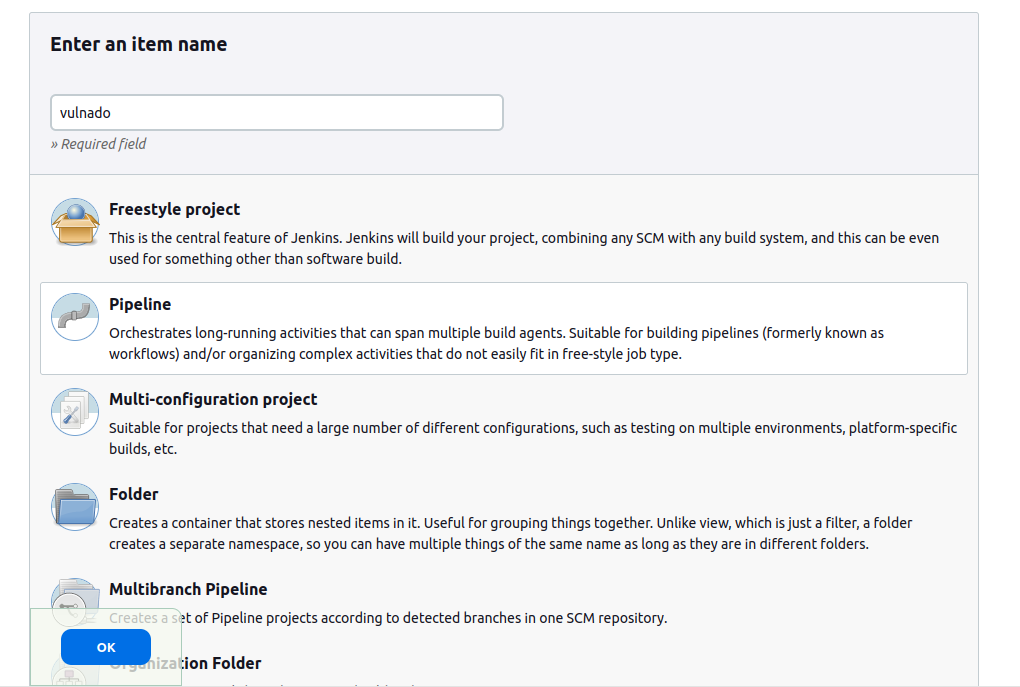 Enter an item name
vulnado
» Required field
Freestyle project
This is the central feature of Jenkins. Jenkins will build your project, combining any SCM with any build system, and this can be even
used for something other than software build.
Pipeline
Orchestrates long-running activities that can span multiple build agents. Suitable for building pipelines (formerly known as
workflows) and/or organizing complex activities that do not easily fit in free-style job type.
Multi-configuration project
Suitable for projects that need a large number of different configurations, such as testing on multiple environments, platform-specific
builds, etc.
Folder
Creates a container that stores nested items in it. Useful for grouping things together. Unlike view, which is just a filter, a folder
creates a separate namespace, so you can have multiple things of the same name as long as they are in different folders.
Multibranch Pipeline
Creates a set of Pipeline projects according to detected branches in one SCM repository.
OK
Organization Folder